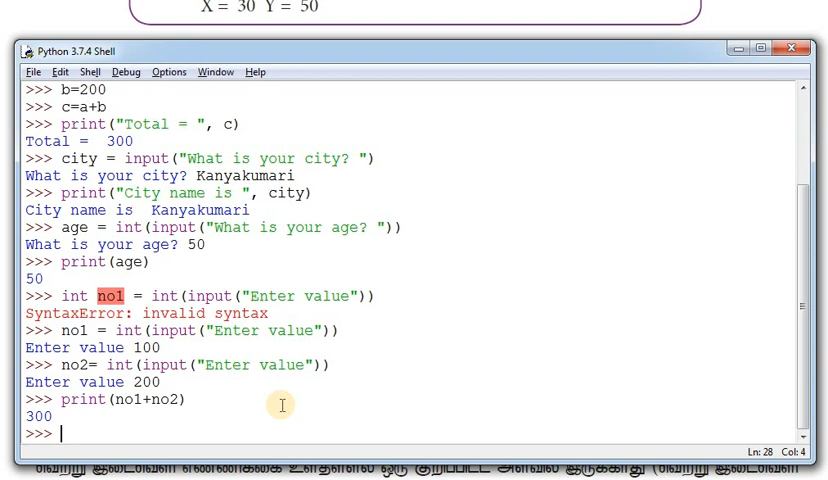 X = 30 Y = 50
Python 3.7.4 Shell
File Edit Shell Debug Options Window Help
>>> b=200
>>> c=a+b
>>> print("Total = ", c)
Total =  300
>>> city = input("What is your city? ")
What is your city? Kanyakumari
>>> print("City name is ", city)
City name is  Kanyakumari
>>> age = int(input("What is your age? "))
What is your age? 50
>>> print(age)
50
>>> int no1 = int(input("Enter value"))
SyntaxError: invalid syntax
>>> no1 = int(input("Enter value"))
Enter value 100
>>> no2= int(input("Enter value"))
Enter value 200
>>> print(no1+no2)
300
>>>
Ln: 28 Col: 4